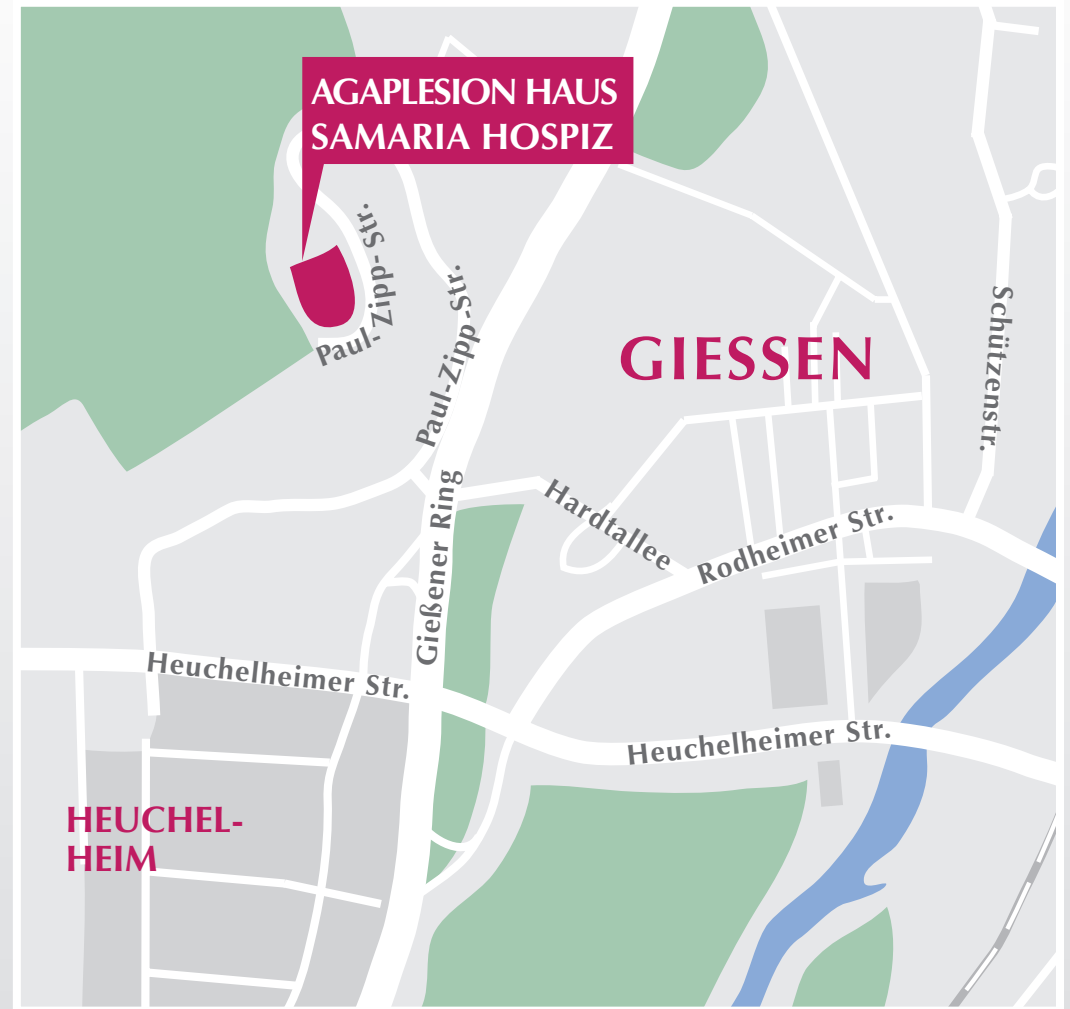 AGAPLESION HAUS
SAMARIA HOSPIZ
Paul-Zipp-Str.
Paul-Zipp-Str.
GIESSEN
Schützenstr.
Gießener Ring
Hardtallee
Rodheimer Str.
Heuchelheimer Str.
Heuchelheimer Str.
HEUCHEL-
HEIM